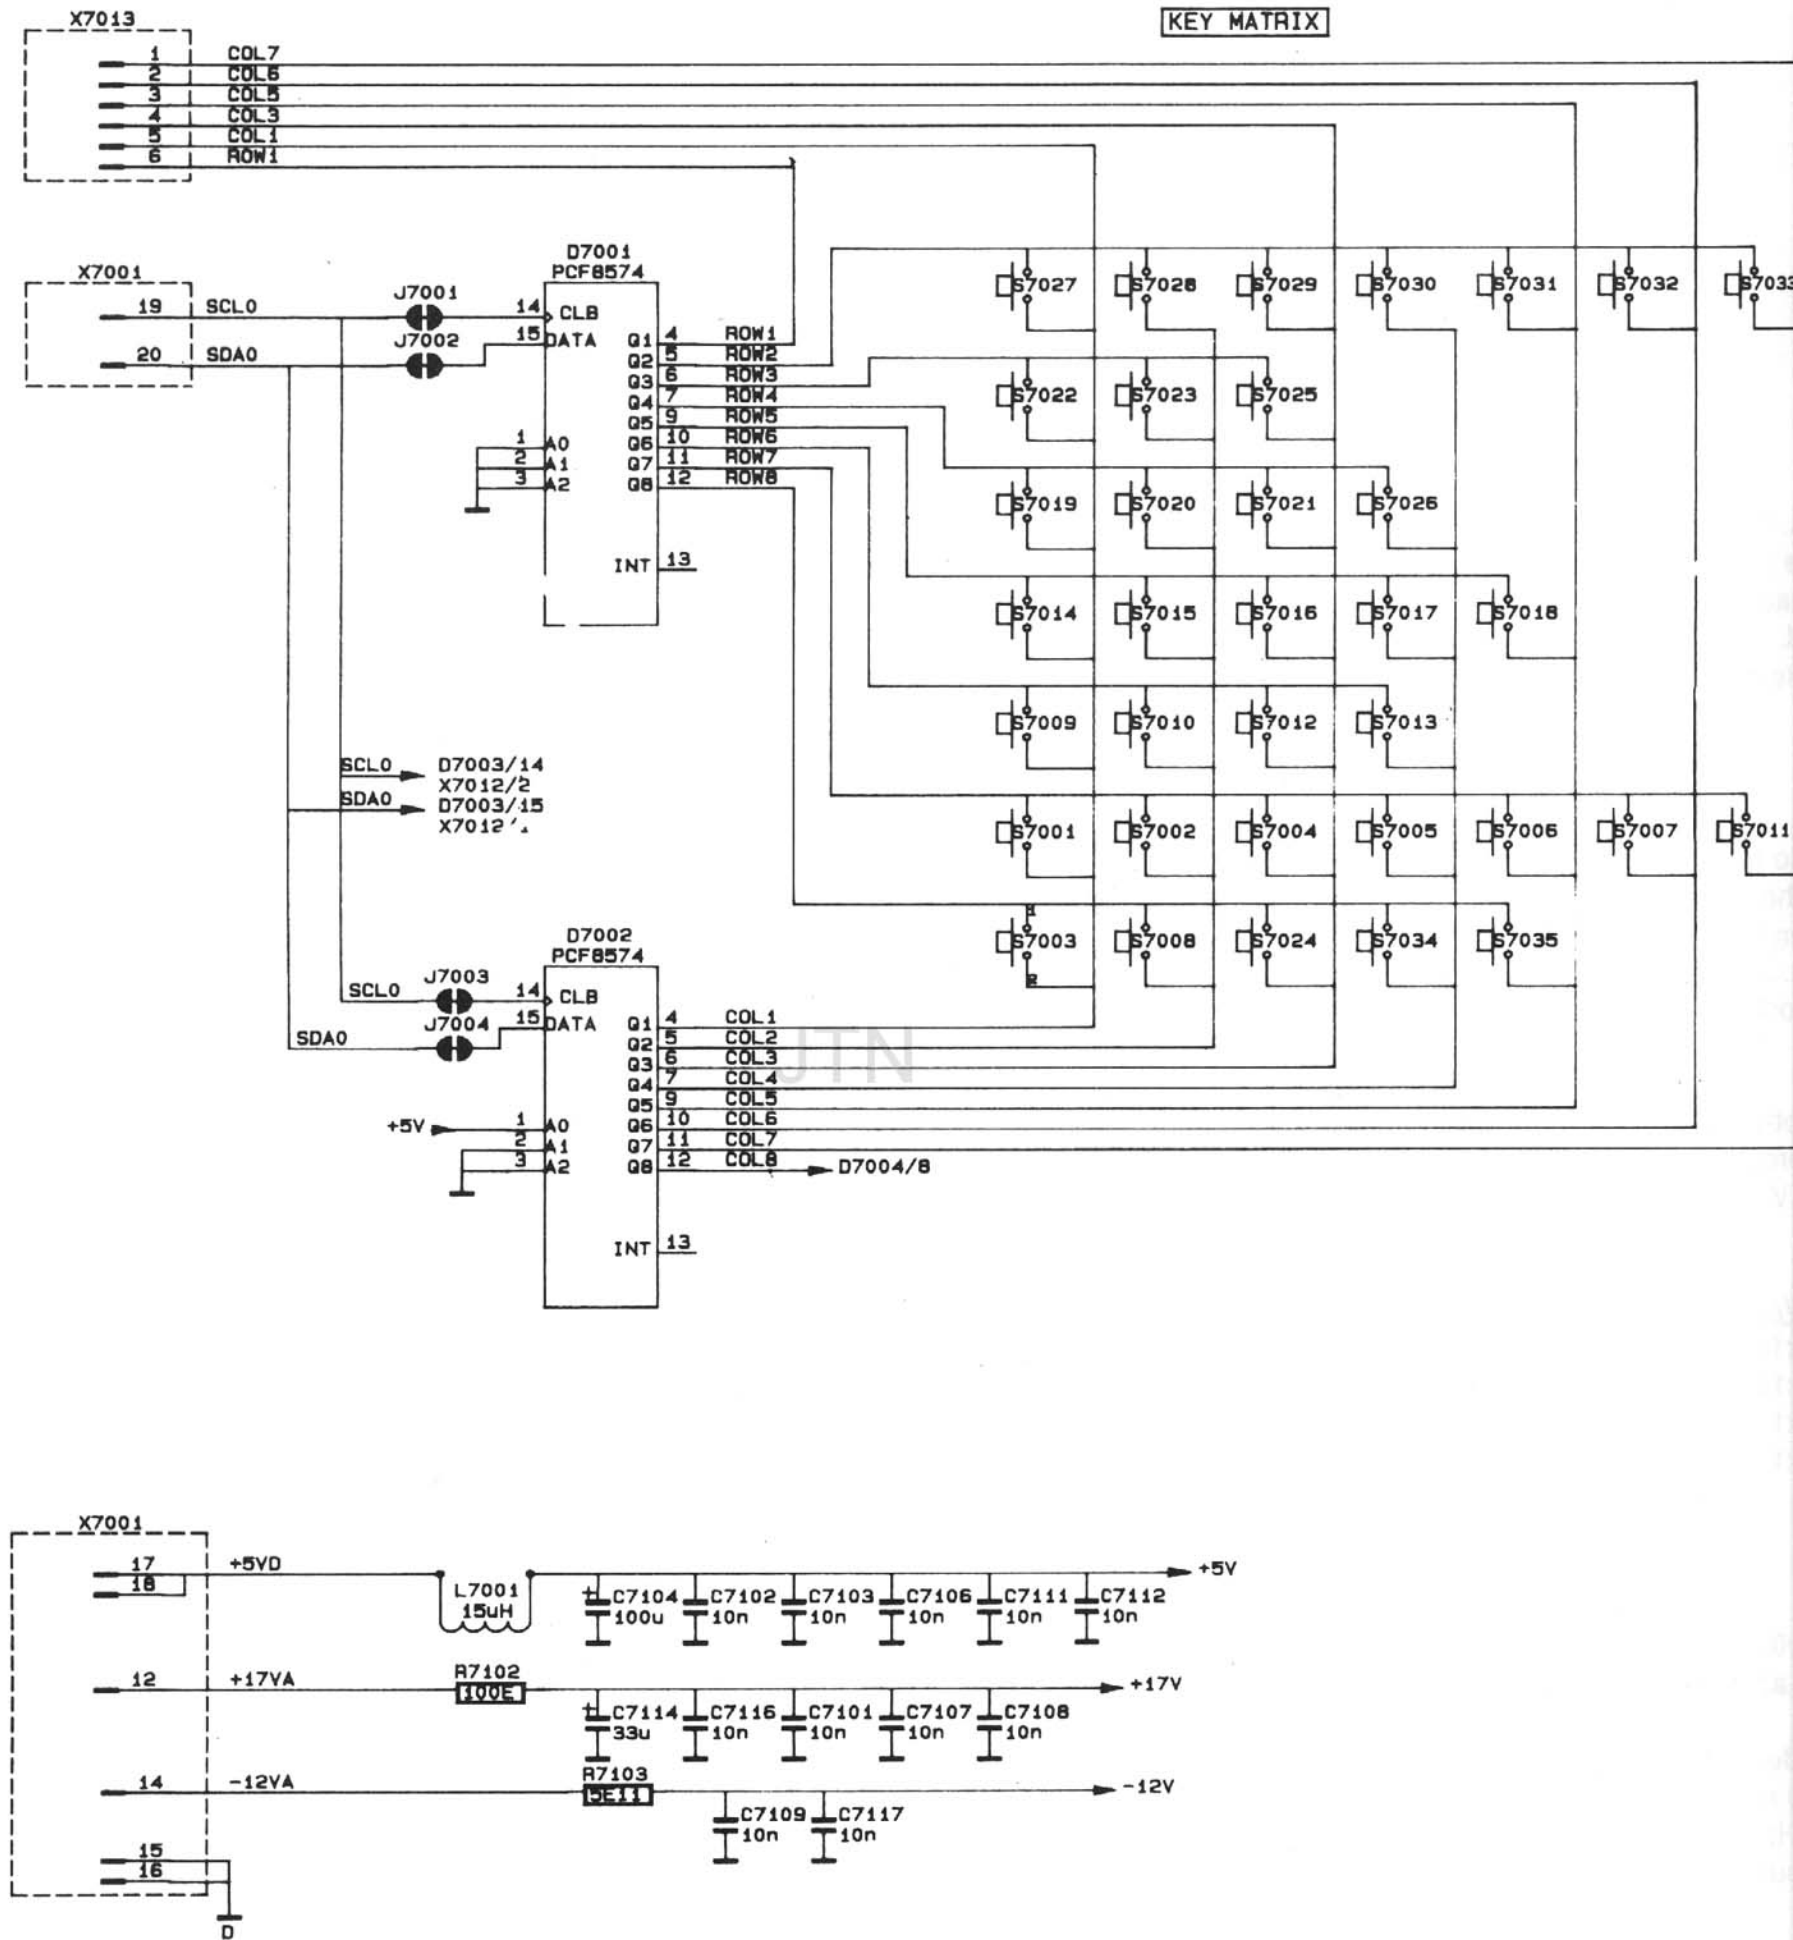 KEY MATRIX
X7013
1 COL7
2 COL6
3 COL5
4 COL3
5 COL1
6 ROW1
X7001
19 SCL0
20 SDA0
J7001
J7002
D7001
PCF8574
14 CLB
15 DATA
1 A0
2 A1
3 A2
Q1 4 ROW1
Q2 5 ROW2
Q3 6 ROW3
Q4 7 ROW4
Q5 9 ROW5
Q6 10 ROW6
Q7 11 ROW7
Q8 12 ROW8
INT 13
S7027 S7028 S7029 S7030 S7031 S7032 S7033
S7022 S7023 S7025
S7019 S7020 S7021 S7026
S7014 S7015 S7016 S7017 S7018
S7009 S7010 S7012 S7013
S7001 S7002 S7004 S7005 S7006 S7007 S7011
1
S7003 S7008 S7024 S7034 S7035
2
SCL0 D7003/14
X7012/2
SDA0 D7003/15
X7012
D7002
PCF8574
SCL0 J7003 14 CLB
SDA0 J7004 15 DATA
+5V 1 A0
2 A1
3 A2
Q1 4 COL1
Q2 5 COL2
Q3 6 COL3
Q4 7 COL4
Q5 9 COL5
Q6 10 COL6
Q7 11 COL7
Q8 12 COL8 D7004/8
INT 13
JTN
X7001
17 +5VD
18
L7001
15uH
+ C7104 C7102 C7103 C7106 C7111 C7112
100u 10n 10n 10n 10n 10n
+5V
12 +17VA
R7102
100E
+ C7114 C7116 C7101 C7107 C7108
33u 10n 10n 10n 10n
+17V
14 -12VA
R7103
5E11
C7109 C7117
10n 10n
-12V
15
16
D